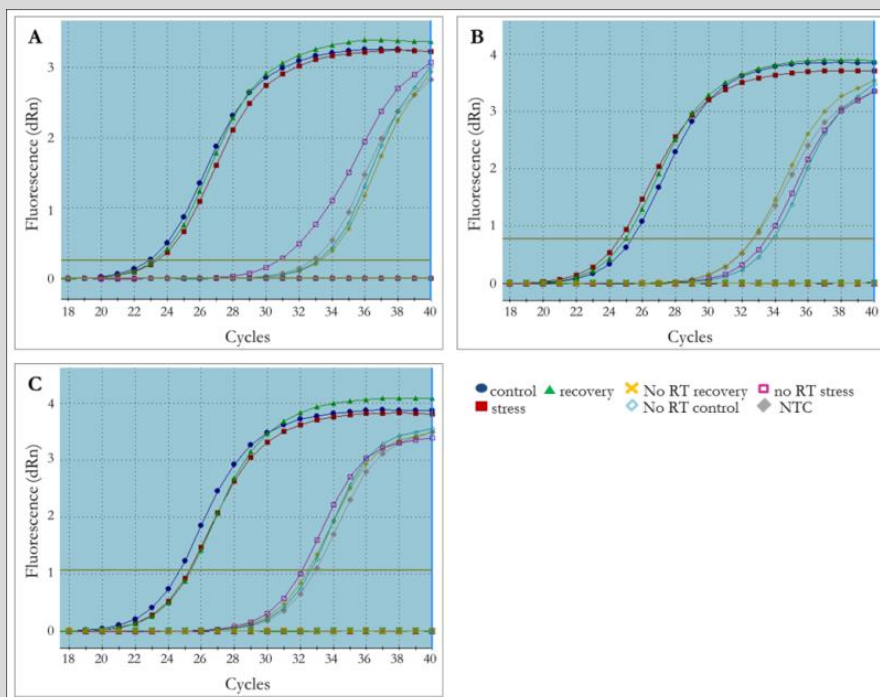 A
Fluorescence (dRn)
3
2
1
0
18 20 22 24 26 28 30 32 34 36 38 40
Cycles
B
Fluorescence (dRn)
4
3
2
1
0
18 20 22 24 26 28 30 32 34 36 38 40
Cycles
C
Fluorescence (dRn)
4
3
2
1
0
18 20 22 24 26 28 30 32 34 36 38 40
Cycles
control recovery No RT recovery no RT stress
stress No RT control NTC